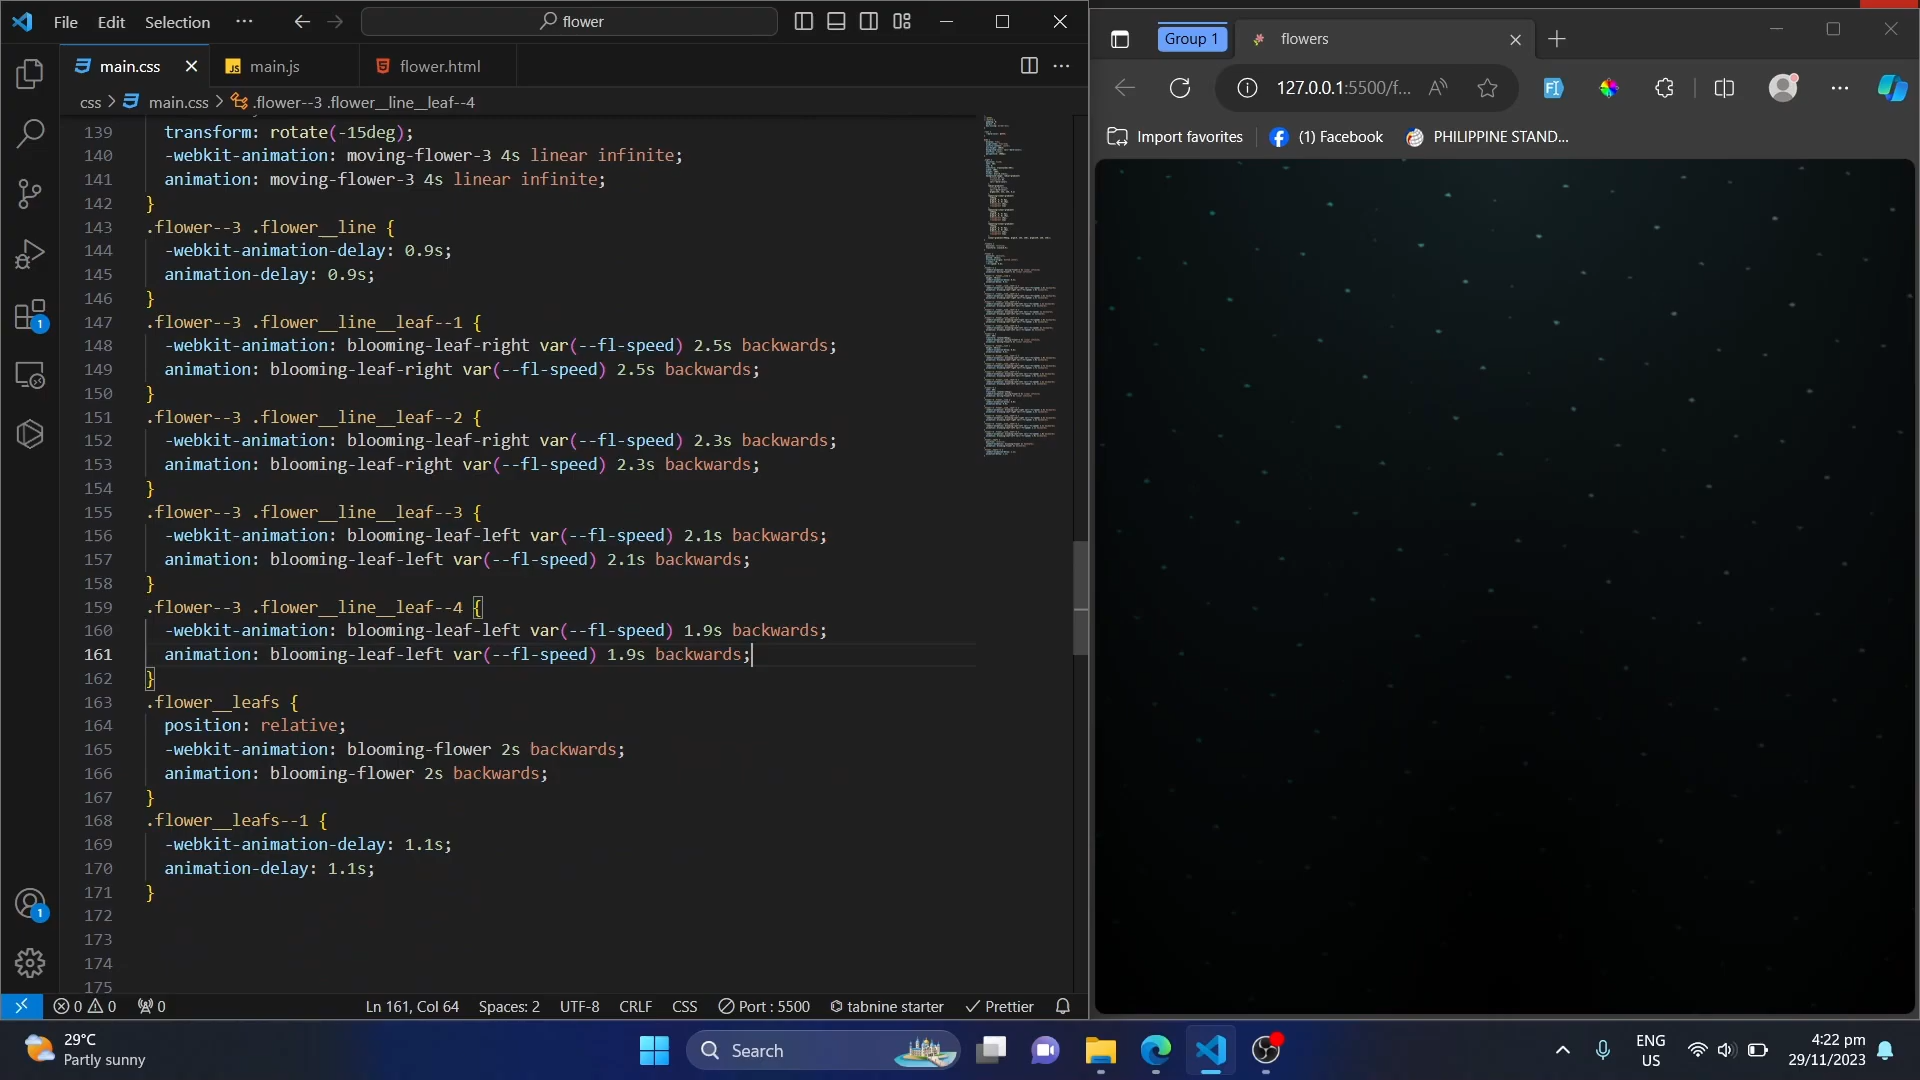 File Edit Selection ··· flower
main.css main.js flower.html
css > main.css > .flower--3 .flower__line__leaf--4
139 transform: rotate(-15deg);
140 -webkit-animation: moving-flower-3 4s linear infinite;
141 animation: moving-flower-3 4s linear infinite;
142 }
143 .flower--3 .flower__line {
144 -webkit-animation-delay: 0.9s;
145 animation-delay: 0.9s;
146 }
147 .flower--3 .flower__line__leaf--1 {
148 -webkit-animation: blooming-leaf-right var(--fl-speed) 2.5s backwards;
149 animation: blooming-leaf-right var(--fl-speed) 2.5s backwards;
150 }
151 .flower--3 .flower__line__leaf--2 {
152 -webkit-animation: blooming-leaf-right var(--fl-speed) 2.3s backwards;
153 animation: blooming-leaf-right var(--fl-speed) 2.3s backwards;
154 }
155 .flower--3 .flower__line__leaf--3 {
156 -webkit-animation: blooming-leaf-left var(--fl-speed) 2.1s backwards;
157 animation: blooming-leaf-left var(--fl-speed) 2.1s backwards;
158 }
159 .flower--3 .flower__line__leaf--4 {
160 -webkit-animation: blooming-leaf-left var(--fl-speed) 1.9s backwards;
161 animation: blooming-leaf-left var(--fl-speed) 1.9s backwards;
162 }
163 .flower__leafs {
164 position: relative;
165 -webkit-animation: blooming-flower 2s backwards;
166 animation: blooming-flower 2s backwards;
167 }
168 .flower__leafs--1 {
169 -webkit-animation-delay: 1.1s;
170 animation-delay: 1.1s;
171 }
172
173
174
175
1
1
0 0 0 Ln 161, Col 64 Spaces: 2 UTF-8 CRLF CSS Port : 5500 tabnine starter Prettier
Group 1 flowers
127.0.0.1:5500/f...
Import favorites (1) Facebook PHILIPPINE STAND...
29°C
Partly sunny
Search
ENG
US
4:22 pm
29/11/2023